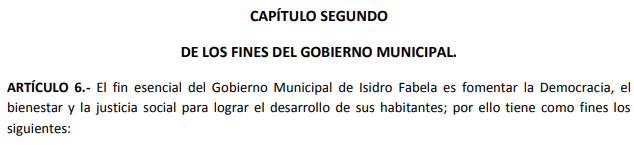 CAPÍTULO SEGUNDO
DE LOS FINES DEL GOBIERNO MUNICIPAL.
ARTÍCULO 6.- El fin esencial del Gobierno Municipal de Isidro Fabela es fomentar la Democracia, el
bienestar y la justicia social para lograr el desarrollo de sus habitantes; por ello tiene como fines los
siguientes: